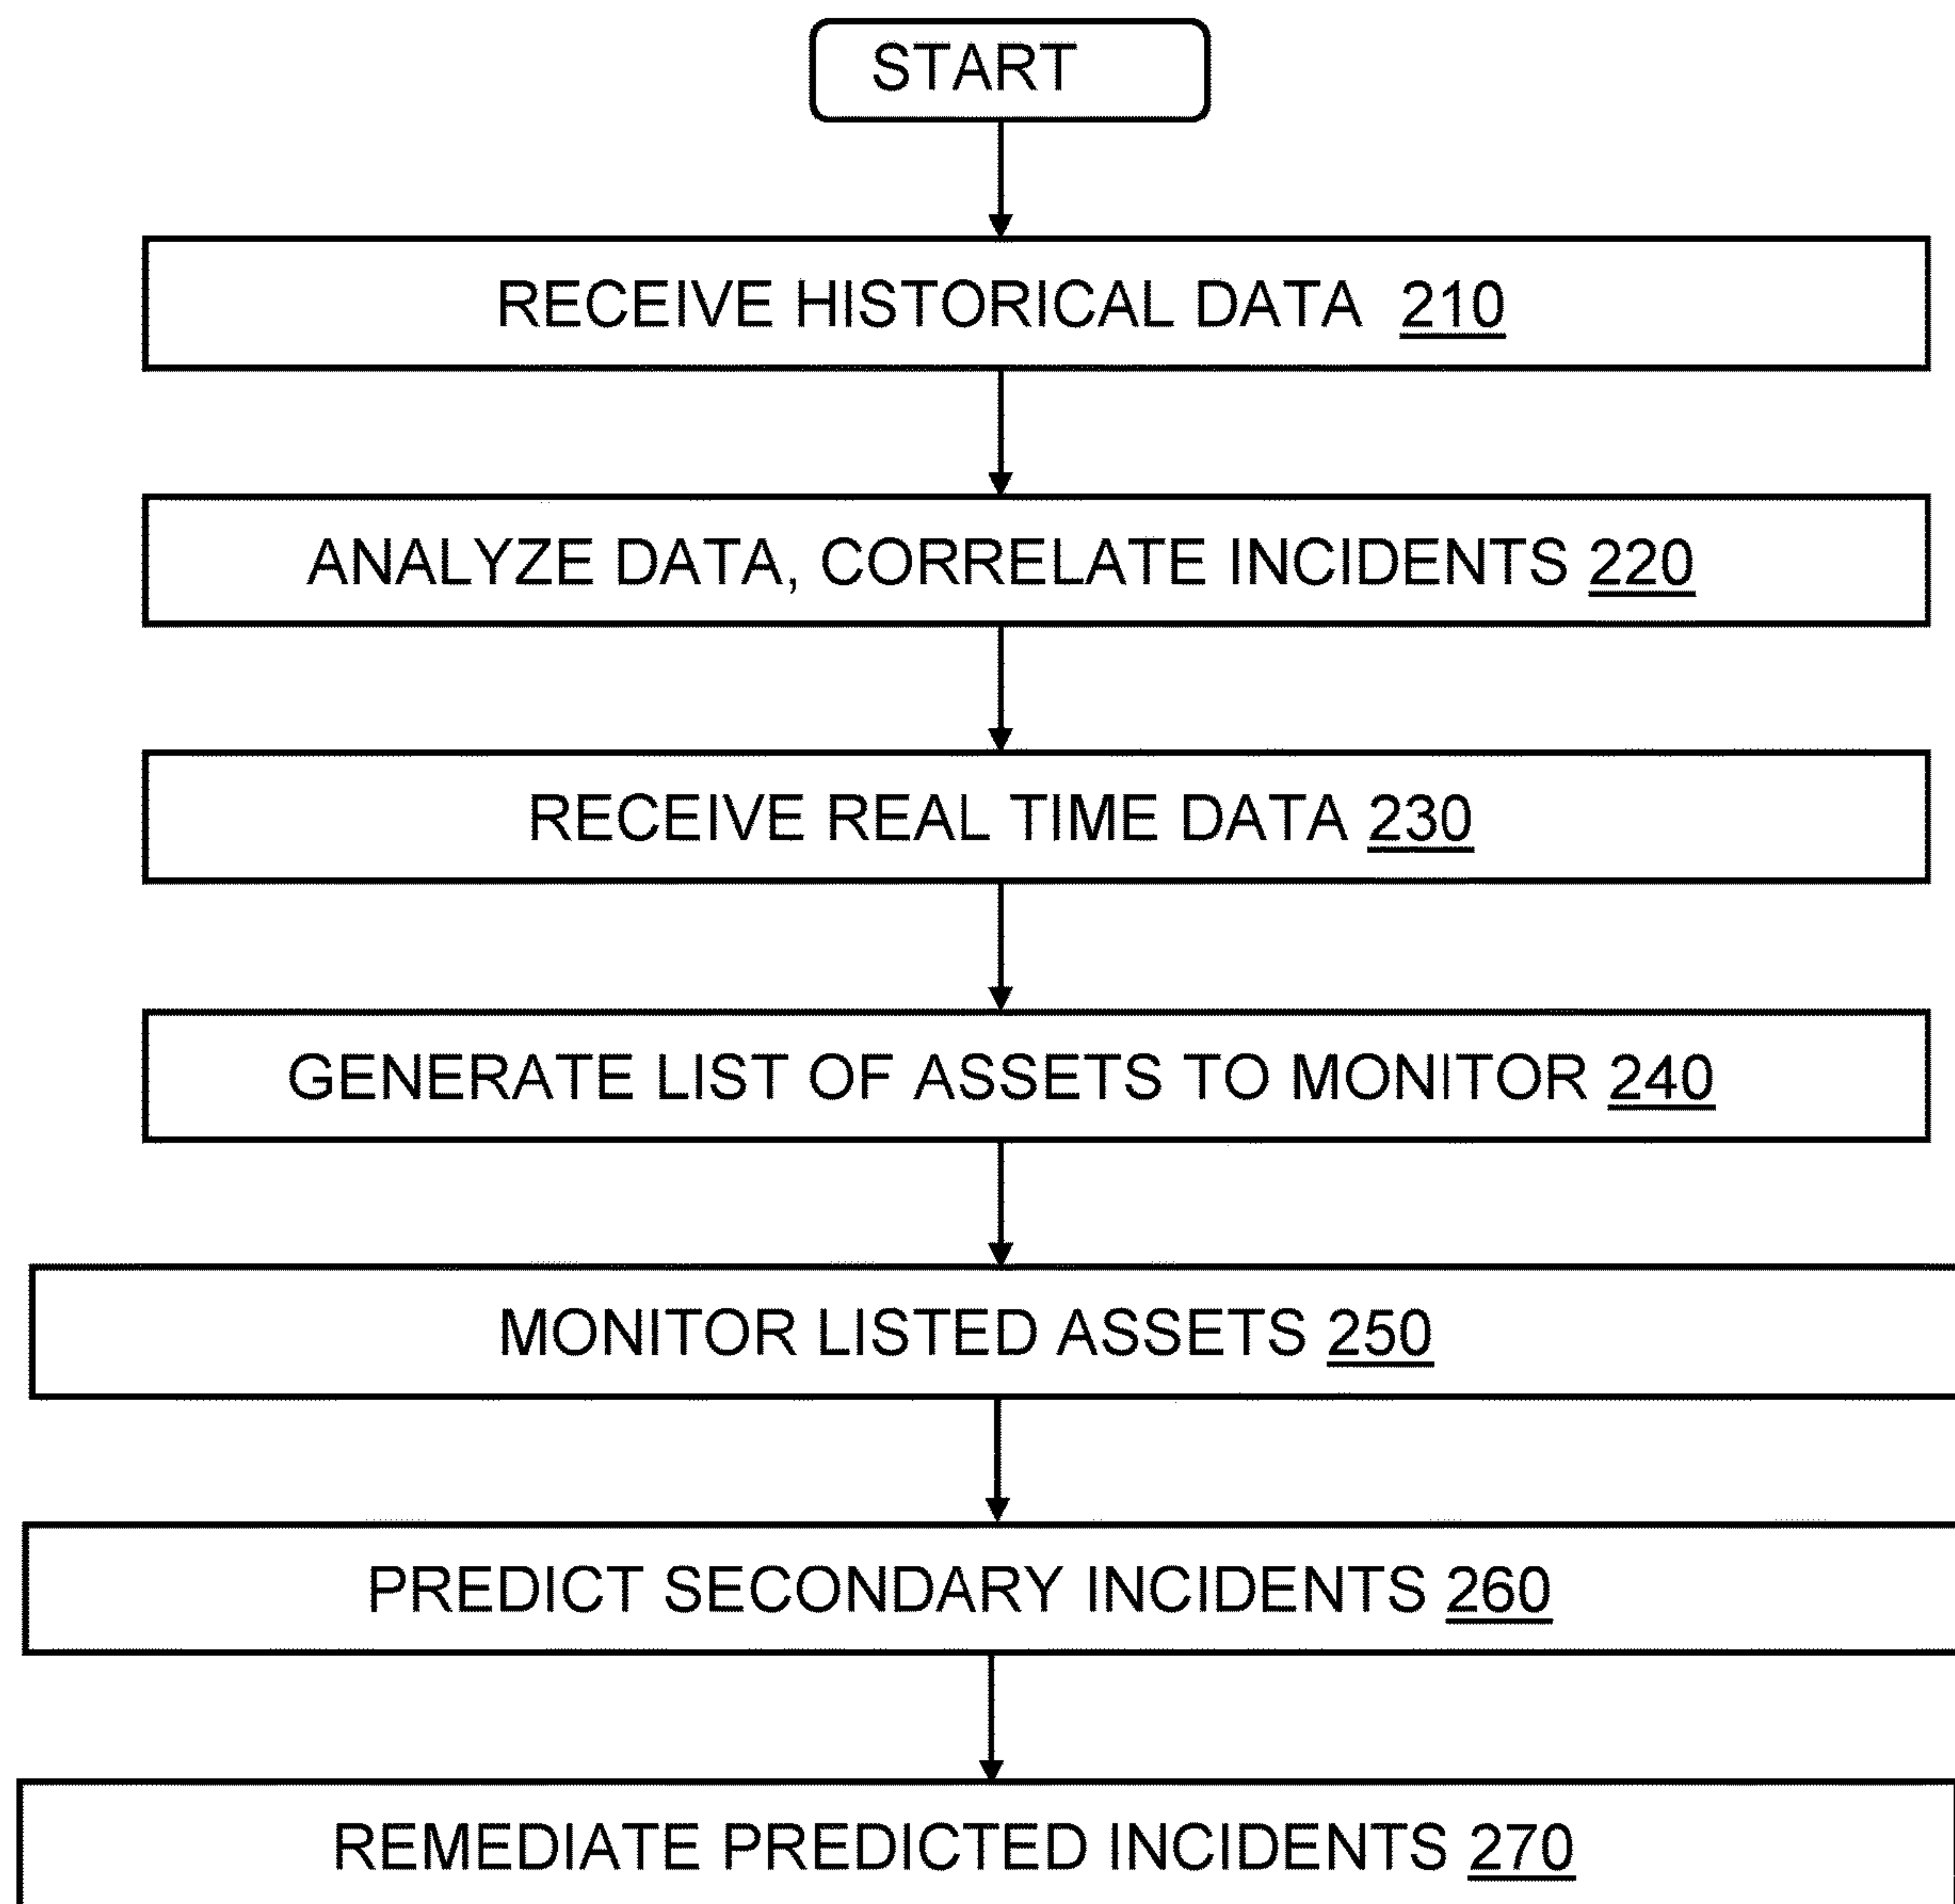 START
RECEIVE HISTORICAL DATA 210
ANALYZE DATA, CORRELATE INCIDENTS 220
RECEIVE REAL TIME DATA 230
GENERATE LIST OF ASSETS TO MONITOR 240
MONITOR LISTED ASSETS 250
PREDICT SECONDARY INCIDENTS 260
REMEDIATE PREDICTED INCIDENTS 270